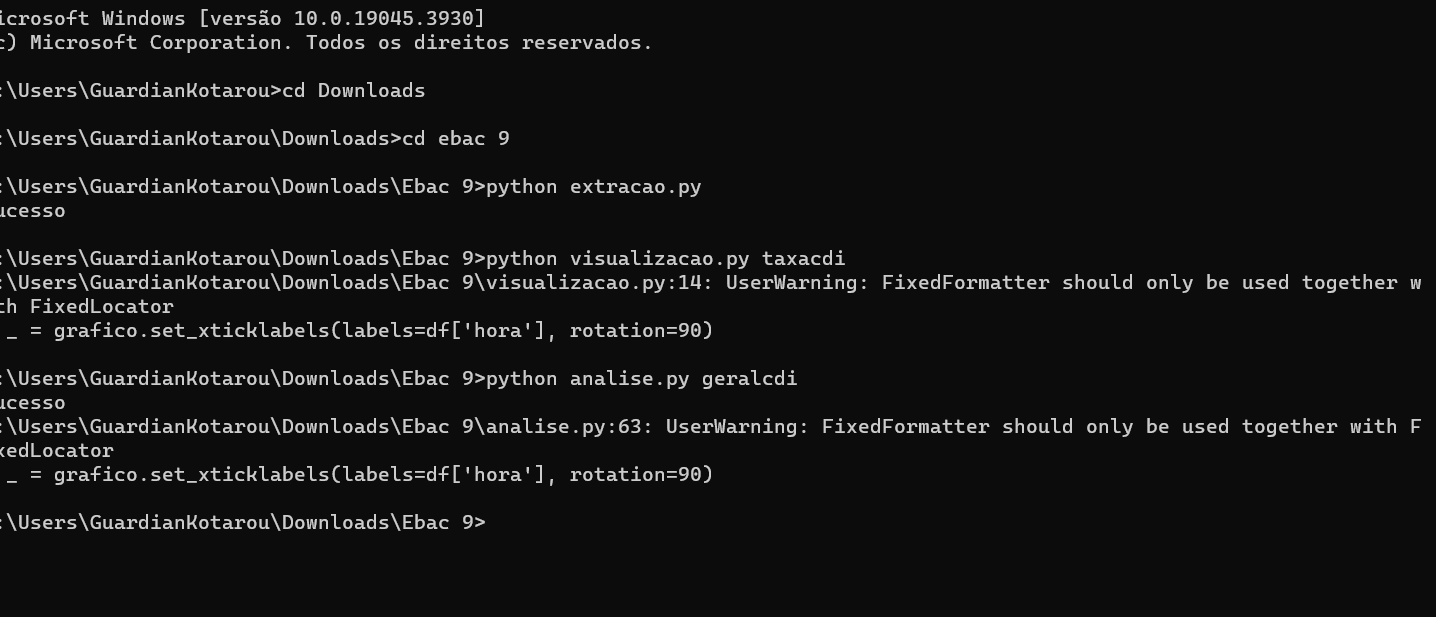 icrosoft Windows [versão 10.0.19045.3930]
c) Microsoft Corporation. Todos os direitos reservados.
:\Users\GuardianKotarou>cd Downloads
:\Users\GuardianKotarou\Downloads>cd ebac 9
:\Users\GuardianKotarou\Downloads\Ebac 9>python extracao.py
ucesso
:\Users\GuardianKotarou\Downloads\Ebac 9>python visualizacao.py taxacdi
:\Users\GuardianKotarou\Downloads\Ebac 9\visualizacao.py:14: UserWarning: FixedFormatter should only be used together w
th FixedLocator
_ = grafico.set_xticklabels(labels=df['hora'], rotation=90)
:\Users\GuardianKotarou\Downloads\Ebac 9>python analise.py geralcdi
ucesso
:\Users\GuardianKotarou\Downloads\Ebac 9\analise.py:63: UserWarning: FixedFormatter should only be used together with F
xedLocator
_ = grafico.set_xticklabels(labels=df['hora'], rotation=90)
:\Users\GuardianKotarou\Downloads\Ebac 9>